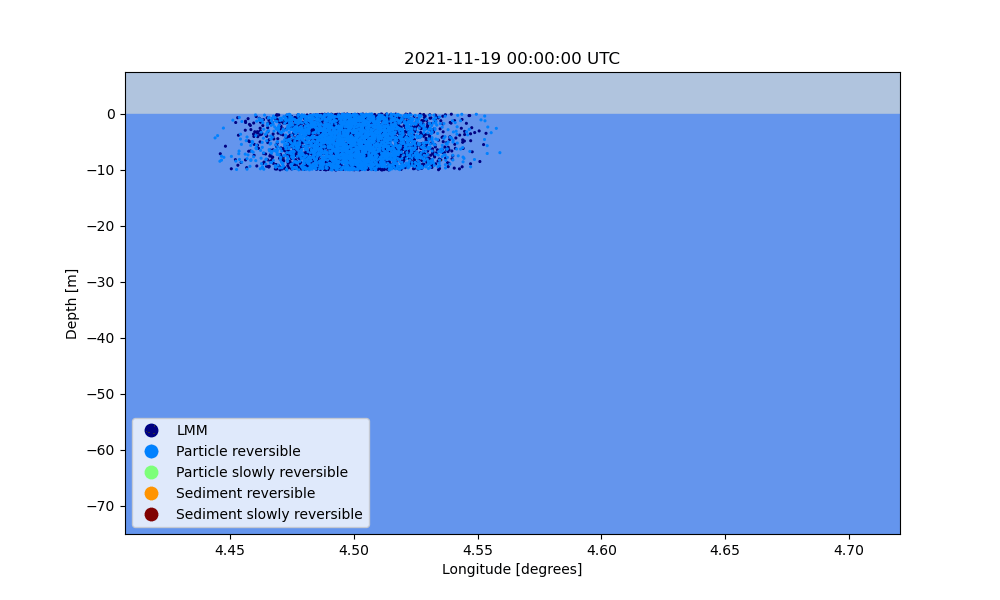 2021-11-19 00:00:00 UTC
Depth [m]
0
−10
−20
−30
−40
−50
−60
−70
LMM
Particle reversible
Particle slowly reversible
Sediment reversible
Sediment slowly reversible
4.45 4.50 4.55 4.60 4.65 4.70
Longitude [degrees]